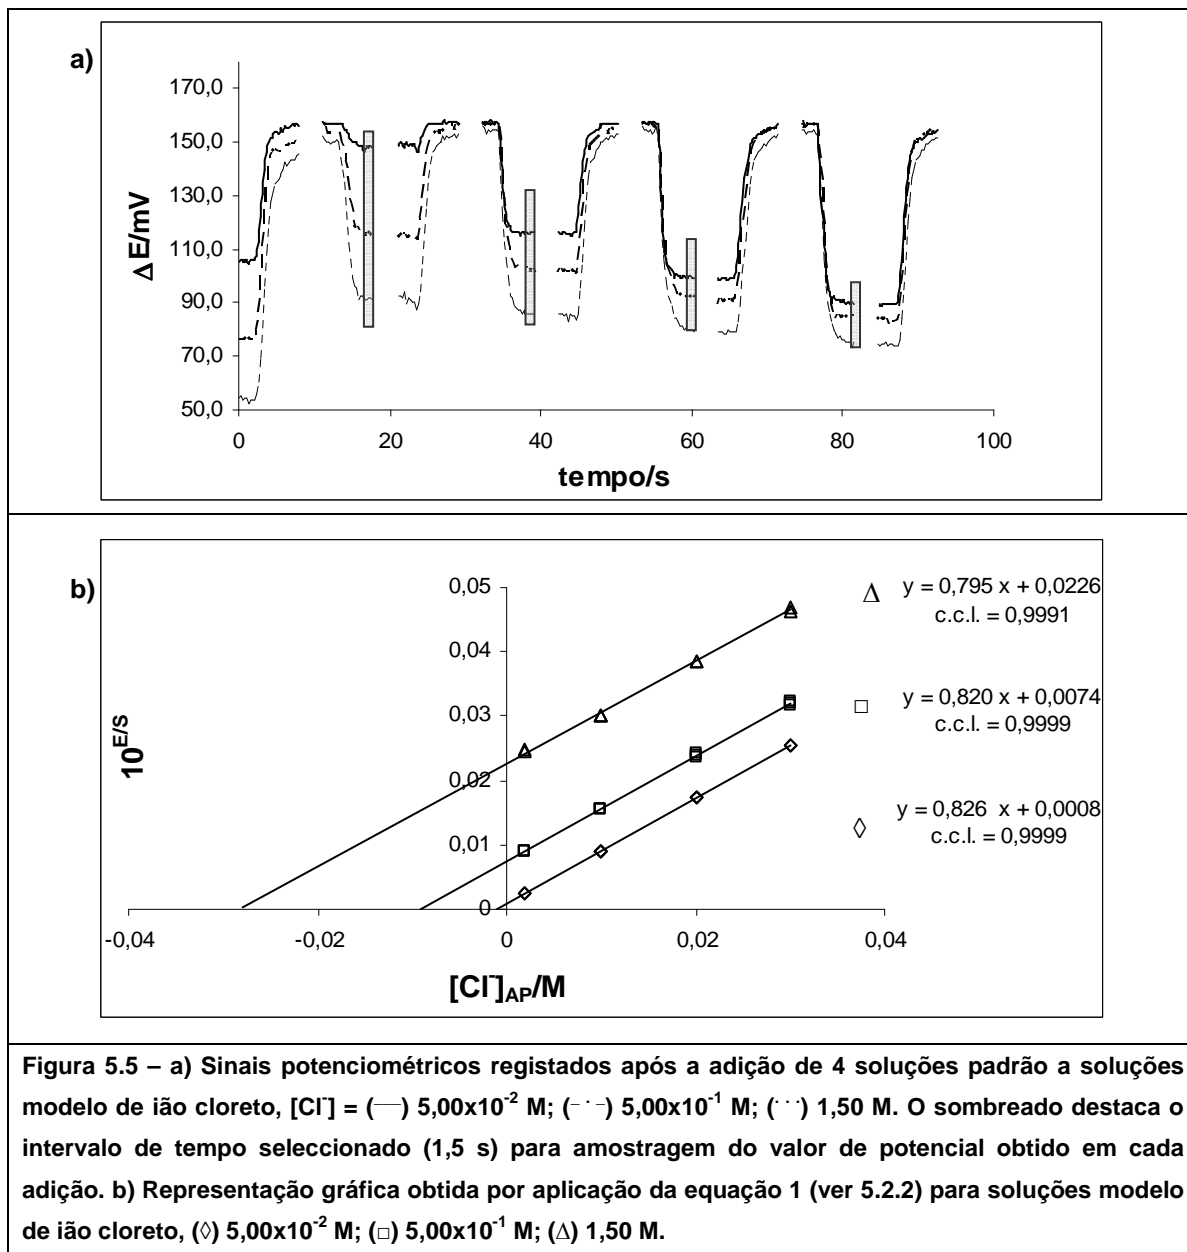 a)
170,0
150,0
130,0
110,0
90,0
70,0
50,0
ΔE/mV
0 20 40 60 80 100
tempo/s
b)
0,05
0,04
0,03
0,02
0,01
0
10^E/s
-0,04 -0,02 0 0,02 0,04
[Cl⁻]AP/M
Δ y = 0,795 x + 0,0226
c.c.l. = 0,9991
□ y = 0,820 x + 0,0074
c.c.l. = 0,9999
◊ y = 0,826 x + 0,0008
c.c.l. = 0,9999
Figura 5.5 – a) Sinais potenciométricos registados após a adição de 4 soluções padrão a soluções
modelo de ião cloreto, [Cl⁻] = (──) 5,00x10⁻² M; (– · –) 5,00x10⁻¹ M; (· · ·) 1,50 M. O sombreado destaca o
intervalo de tempo seleccionado (1,5 s) para amostragem do valor de potencial obtido em cada
adição. b) Representação gráfica obtida por aplicação da equação 1 (ver 5.2.2) para soluções modelo
de ião cloreto, (◊) 5,00x10⁻² M; (□) 5,00x10⁻¹ M; (Δ) 1,50 M.